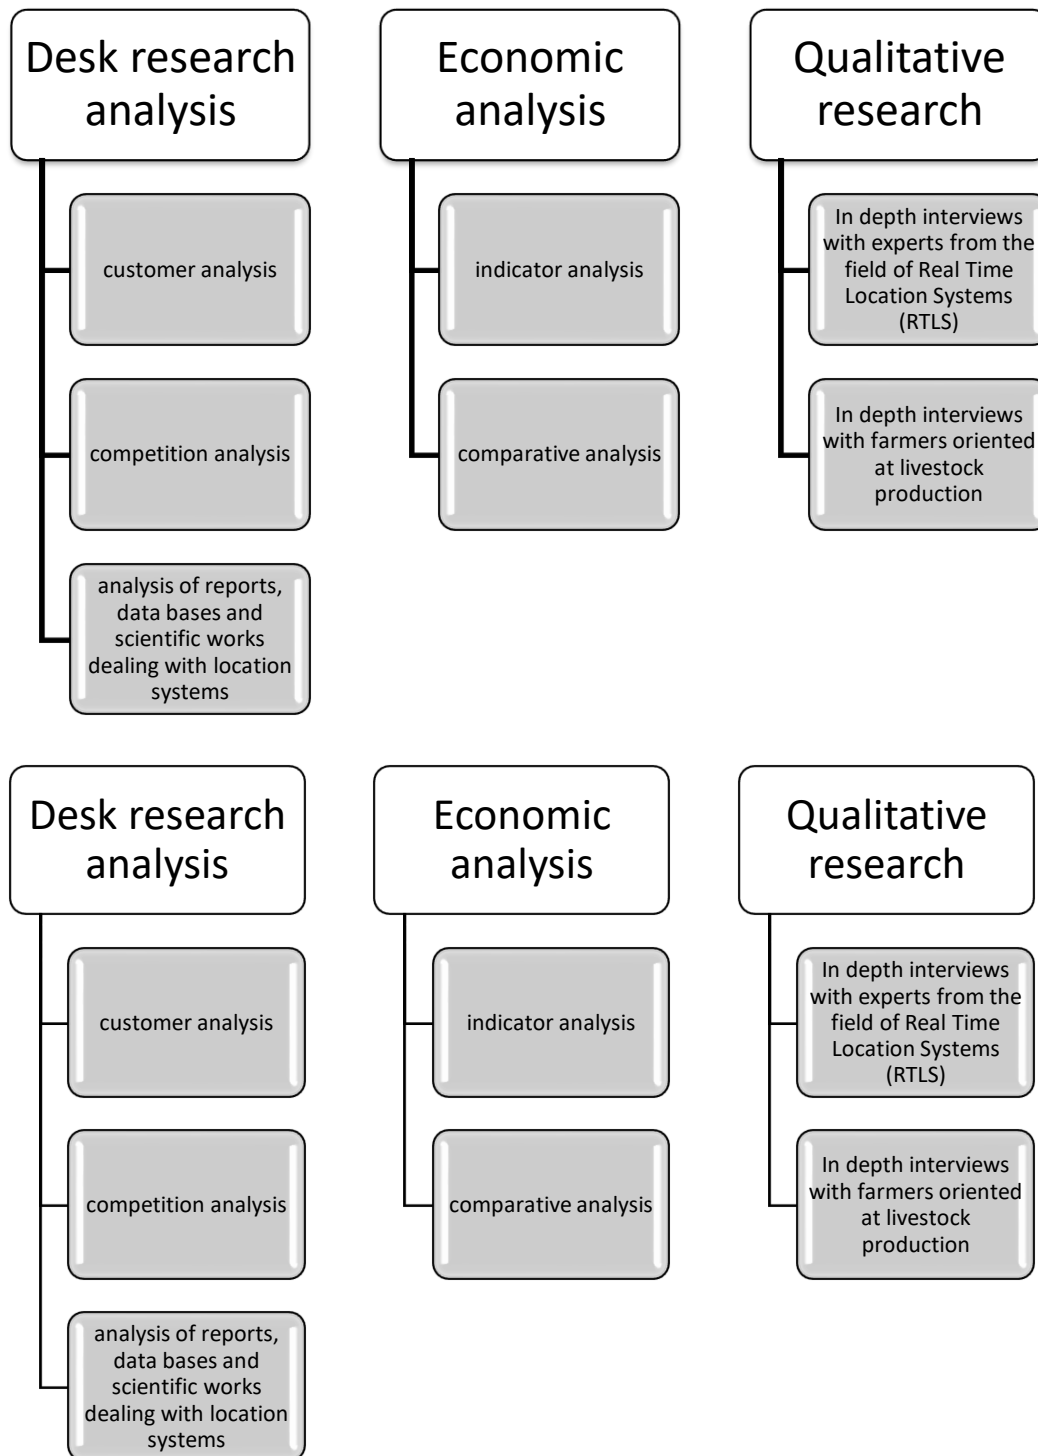 Desk research
analysis
customer analysis
competition analysis
analysis of reports,
data bases and
scientific works
dealing with location
systems
Economic
analysis
indicator analysis
comparative analysis
Qualitative
research
In depth interviews
with experts from the
field of Real Time
Location Systems
(RTLS)
In depth interviews
with farmers oriented
at livestock
production
Desk research
analysis
customer analysis
competition analysis
analysis of reports,
data bases and
scientific works
dealing with location
systems
Economic
analysis
indicator analysis
comparative analysis
Qualitative
research
In depth interviews
with experts from the
field of Real Time
Location Systems
(RTLS)
In depth interviews
with farmers oriented
at livestock
production